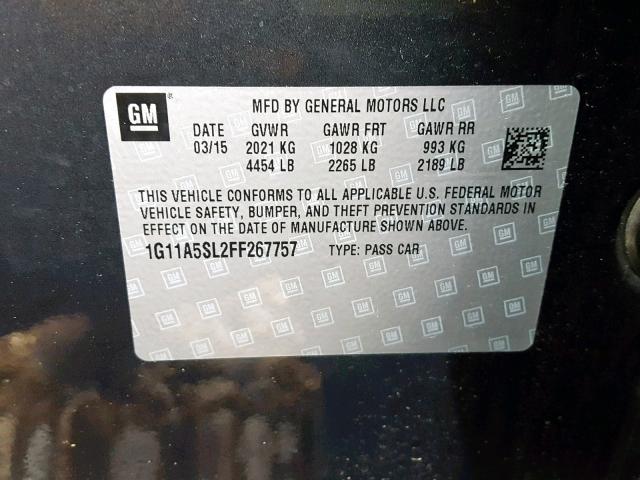 GM ® MFD BY GENERAL MOTORS LLC
DATE GVWR GAWR FRT GAWR RR
03/15 2021 KG 1028 KG 993 KG
4454 LB 2265 LB 2189 LB
THIS VEHICLE CONFORMS TO ALL APPLICABLE U.S. FEDERAL MOTOR
VEHICLE SAFETY, BUMPER, AND THEFT PREVENTION STANDARDS IN
EFFECT ON THE DATE OF MANUFACTURE SHOWN ABOVE.
1G11A5SL2FF267757 TYPE: PASS CAR